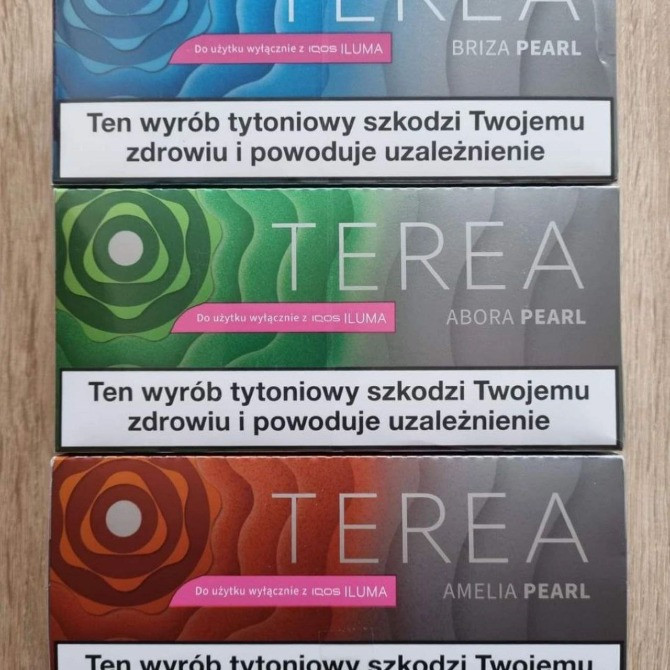 TEREA
Do użytku wyłącznie z IQOS ILUMA
BRIZA PEARL
Ten wyrób tytoniowy szkodzi Twojemu
zdrowiu i powoduje uzależnienie
TEREA
Do użytku wyłącznie z IQOS ILUMA
ABORA PEARL
Ten wyrób tytoniowy szkodzi Twojemu
zdrowiu i powoduje uzależnienie
TEREA
Do użytku wyłącznie z IQOS ILUMA
AMELIA PEARL
Ten wyrób tytoniowy szkodzi Twojemu